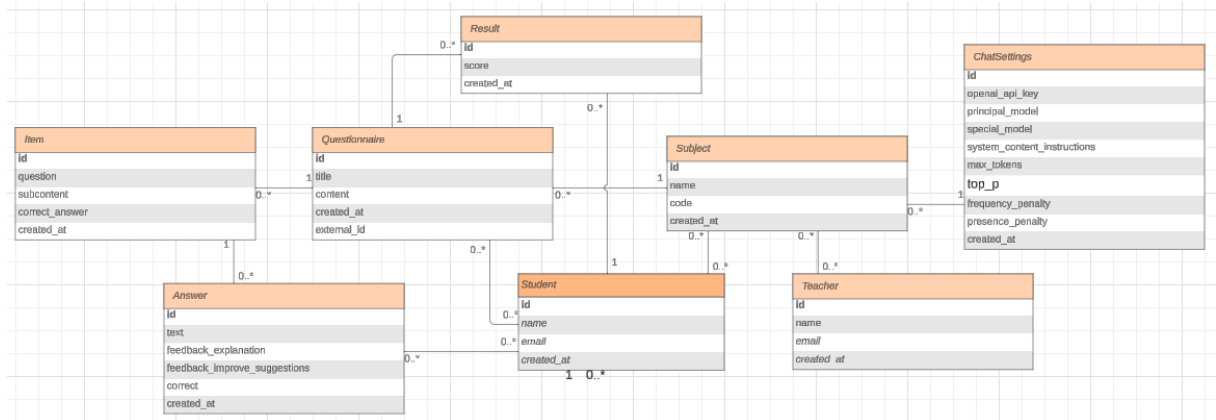 Result
id
score
created_at
0..*
0..*
1
ChatSettings
id
openai_api_key
principal_model
special_model
system_content_instructions
max_tokens
top_p
frequency_penalty
presence_penalty
created_at
1
Item
id
question
subcontent
correct_answer
created_at
0..*
1
Questionnaire
id
title
content
created_at
external_id
1
0..*
0..*
Subject
id
name
code
created_at
1
0..*
0..*
0..*
Answer
id
text
feedback_explanation
feedback_improve_suggestions
correct
created_at
0..*
0..*
Student
id
name
email
created_at
1
0..*
0..*
0..*
1 0..*
Teacher
id
name
email
created_at
0..*